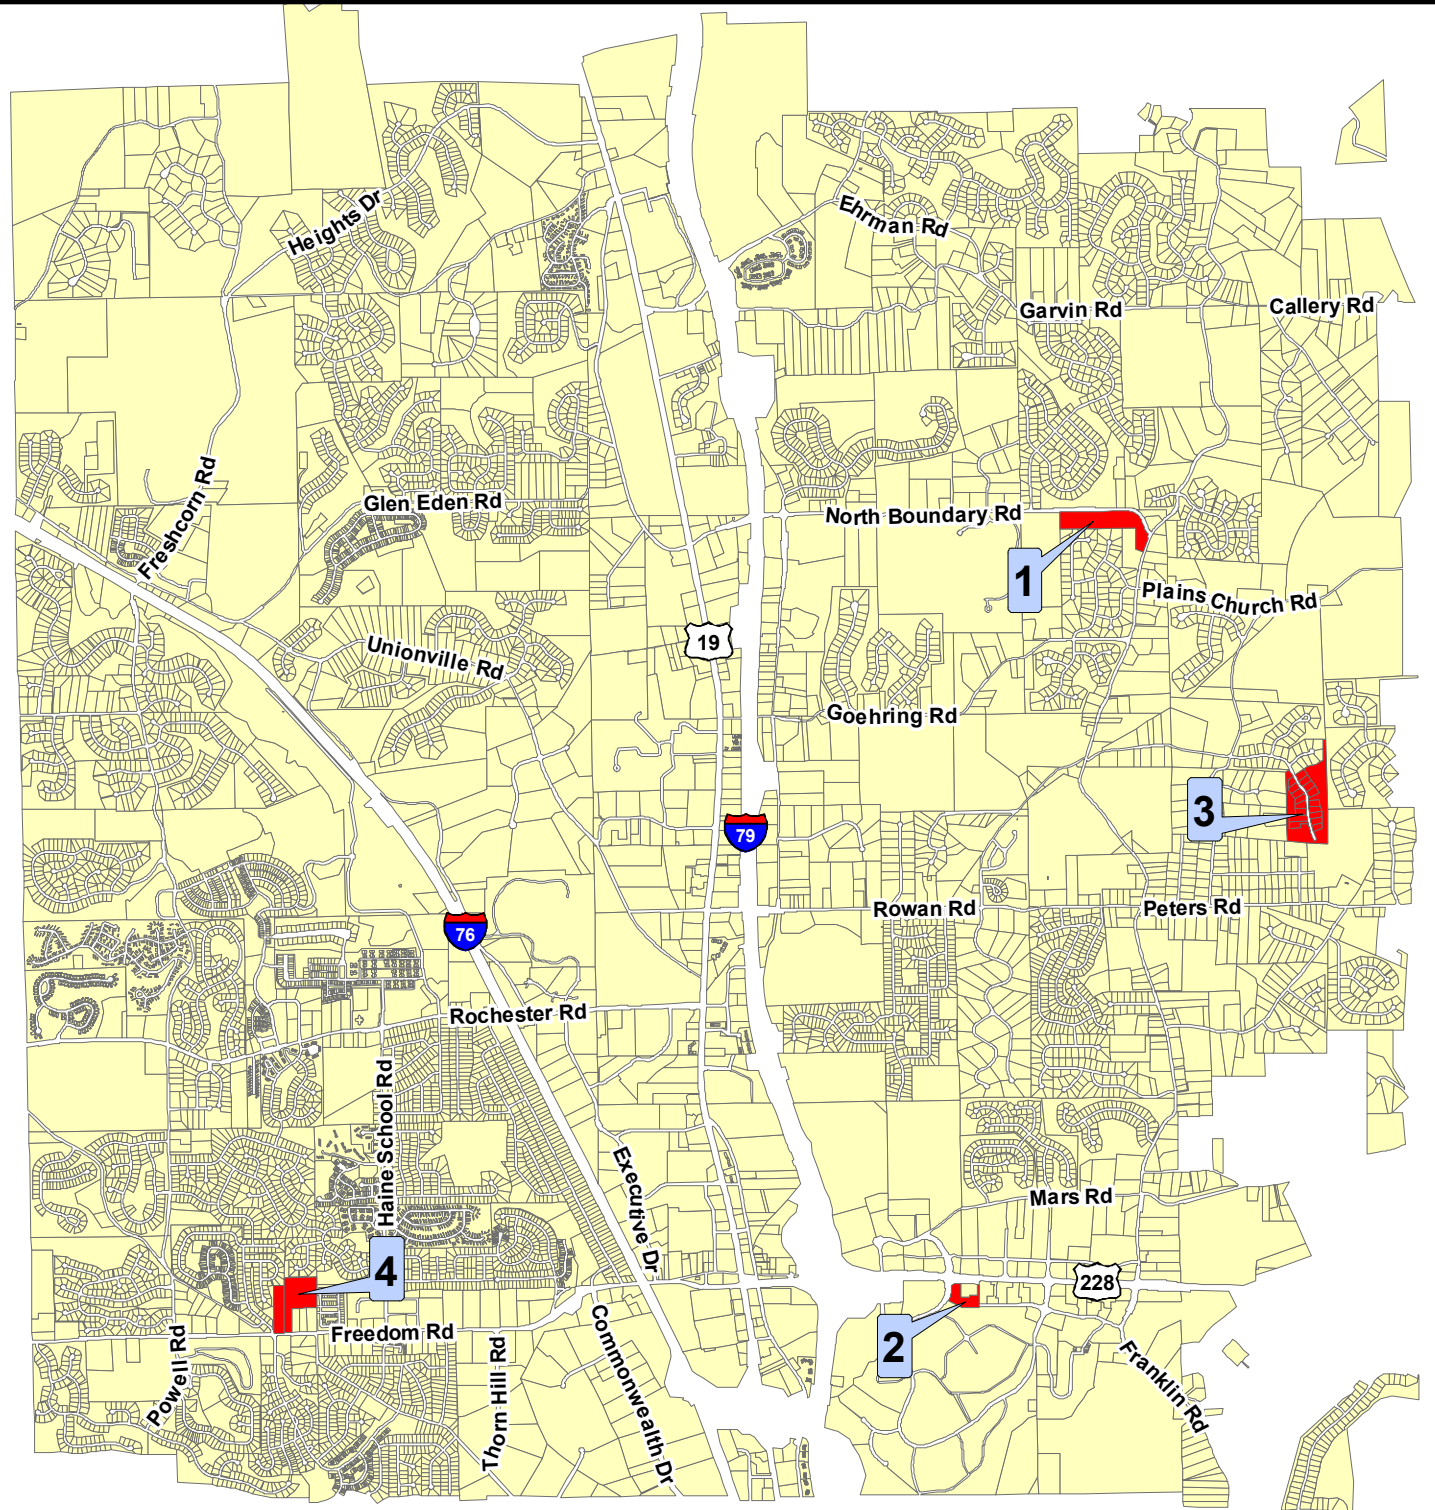 Heights Dr
Ehrman Rd
Garvin Rd
Callery Rd
Freshcorn Rd
Glen Eden Rd
North Boundary Rd
1
Plains Church Rd
Unionville Rd
19
Goehring Rd
3
79
76
Rowan Rd
Peters Rd
Rochester Rd
Haine School Rd
Executive Dr
Mars Rd
4
228
2
Freedom Rd
Powell Rd
Thorn Hill Rd
Commonwealth Dr
Franklin Rd